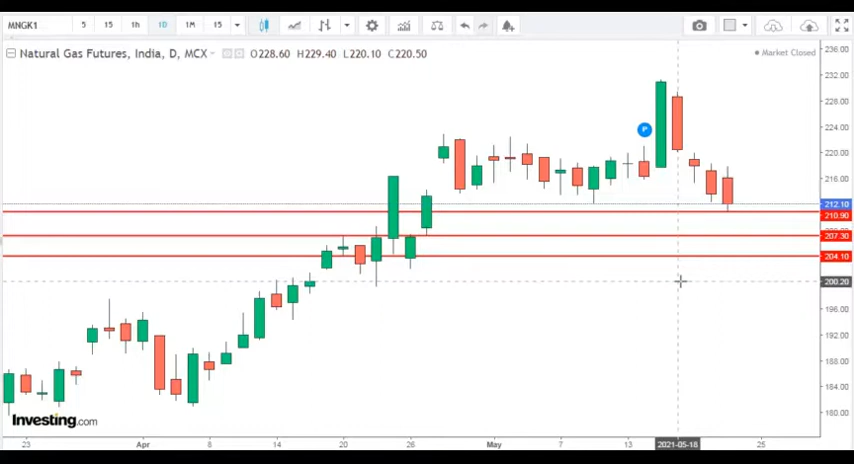 MNGK1 5 15 1h 1D 1M 15
Natural Gas Futures, India, D, MCX O228.60 H229.40 L220.10 C220.50
Market Closed
236.00
232.00
228.00
224.00
220.00
216.00
212.10
210.90
207.30
204.10
200.20
196.00
192.00
188.00
184.00
180.00
P
Investing.com
23 Apr 8 14 20 26 May 7 13 2021-05-18 25